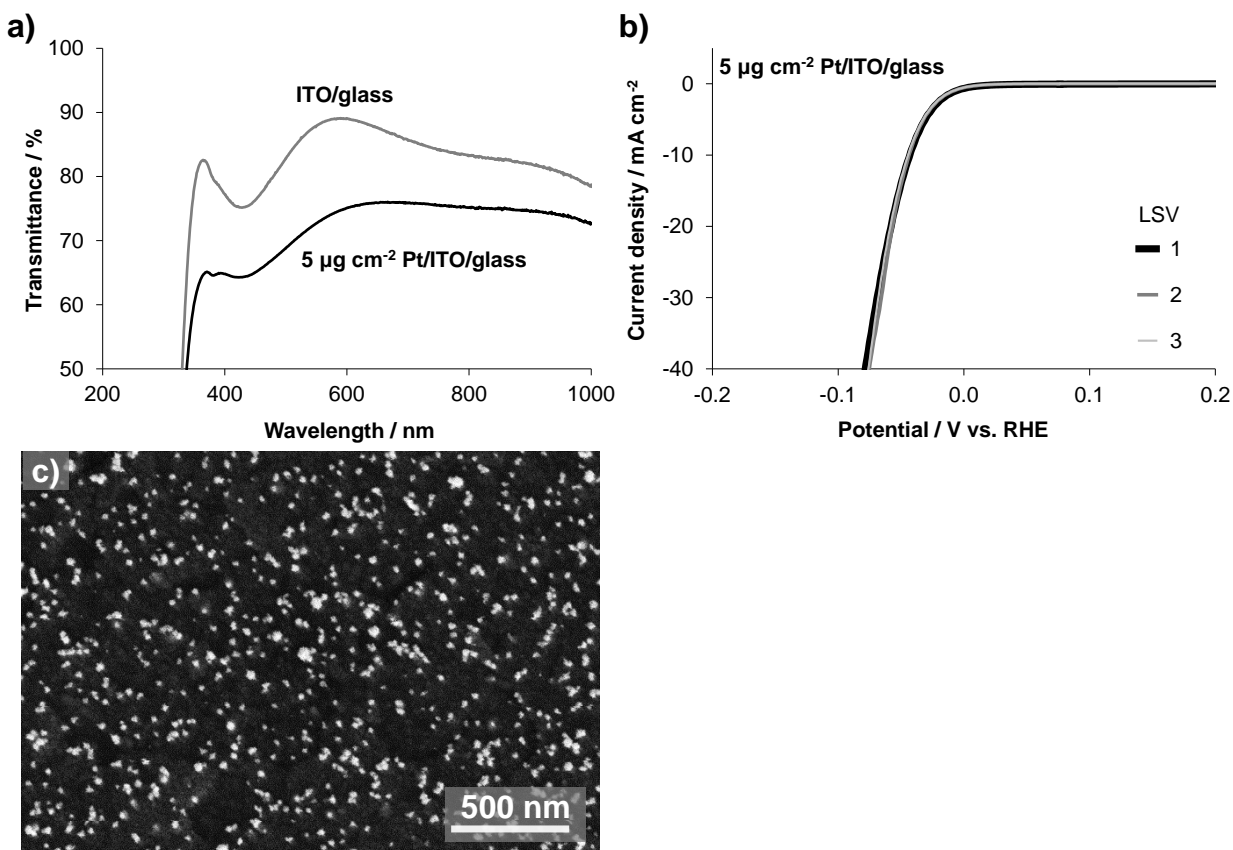 a)
100
90
80
70
60
50
Transmittance / %
ITO/glass
5 µg cm⁻² Pt/ITO/glass
200 400 600 800 1000
Wavelength / nm
b)
5 µg cm⁻² Pt/ITO/glass
0
-10
-20
-30
-40
Current density / mA cm⁻²
LSV
1
2
3
-0.2 -0.1 0.0 0.1 0.2
Potential / V vs. RHE
c)
500 nm